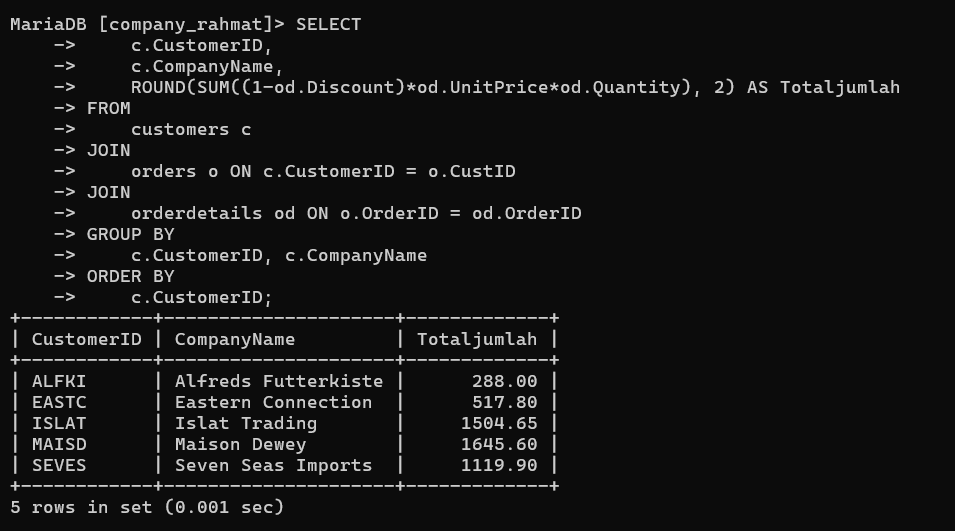 MariaDB [company_rahmat]> SELECT
    ->     c.CustomerID,
    ->     c.CompanyName,
    ->     ROUND(SUM((1-od.Discount)*od.UnitPrice*od.Quantity), 2) AS Totaljumlah
    -> FROM
    ->     customers c
    -> JOIN
    ->     orders o ON c.CustomerID = o.CustID
    -> JOIN
    ->     orderdetails od ON o.OrderID = od.OrderID
    -> GROUP BY
    ->     c.CustomerID, c.CompanyName
    -> ORDER BY
    ->     c.CustomerID;
+------------+---------------------+-------------+
| CustomerID | CompanyName         | Totaljumlah |
+------------+---------------------+-------------+
| ALFKI      | Alfreds Futterkiste |      288.00 |
| EASTC      | Eastern Connection  |      517.80 |
| ISLAT      | Islat Trading       |     1504.65 |
| MAISD      | Maison Dewey        |     1645.60 |
| SEVES      | Seven Seas Imports  |     1119.90 |
+------------+---------------------+-------------+
5 rows in set (0.001 sec)